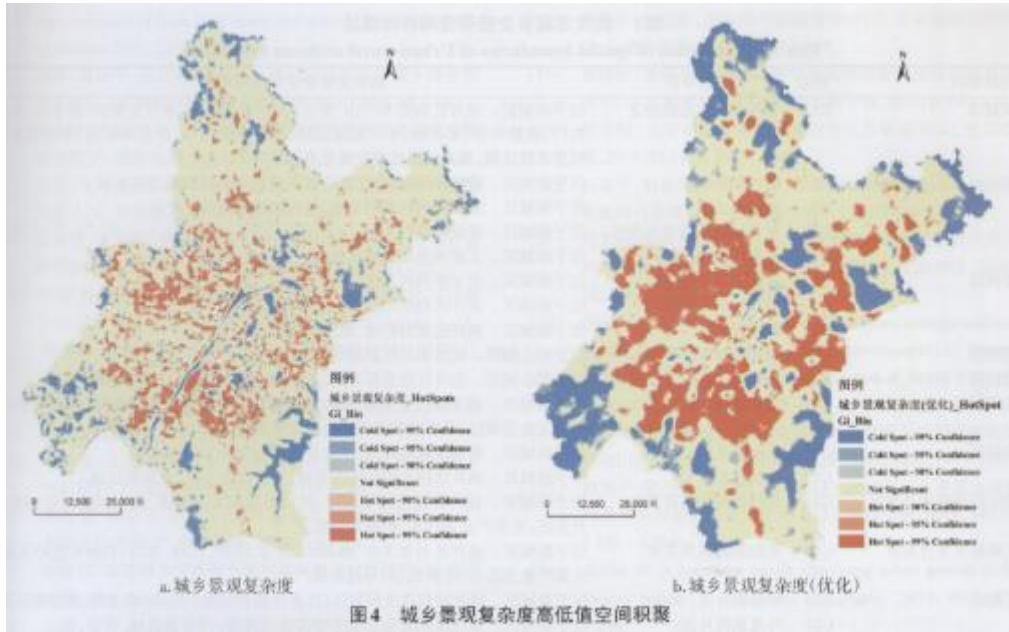 N
N
图例
城乡景观复杂度_HotSpots
Gi_Bin
Cold Spot - 99% Confidence
Cold Spot - 95% Confidence
Cold Spot - 90% Confidence
Not Significant
Hot Spot - 90% Confidence
Hot Spot - 95% Confidence
Hot Spot - 99% Confidence
0 12,500 25,000
图例
城乡景观复杂度(优化)_HotSpot
Gi_Bin
Cold Spot - 99% Confidence
Cold Spot - 95% Confidence
Cold Spot - 90% Confidence
Not Significant
Hot Spot - 90% Confidence
Hot Spot - 95% Confidence
Hot Spot - 99% Confidence
0 12,500 25,000
a.城乡景观复杂度
b.城乡景观复杂度(优化)
图4 城乡景观复杂度高低值空间积聚